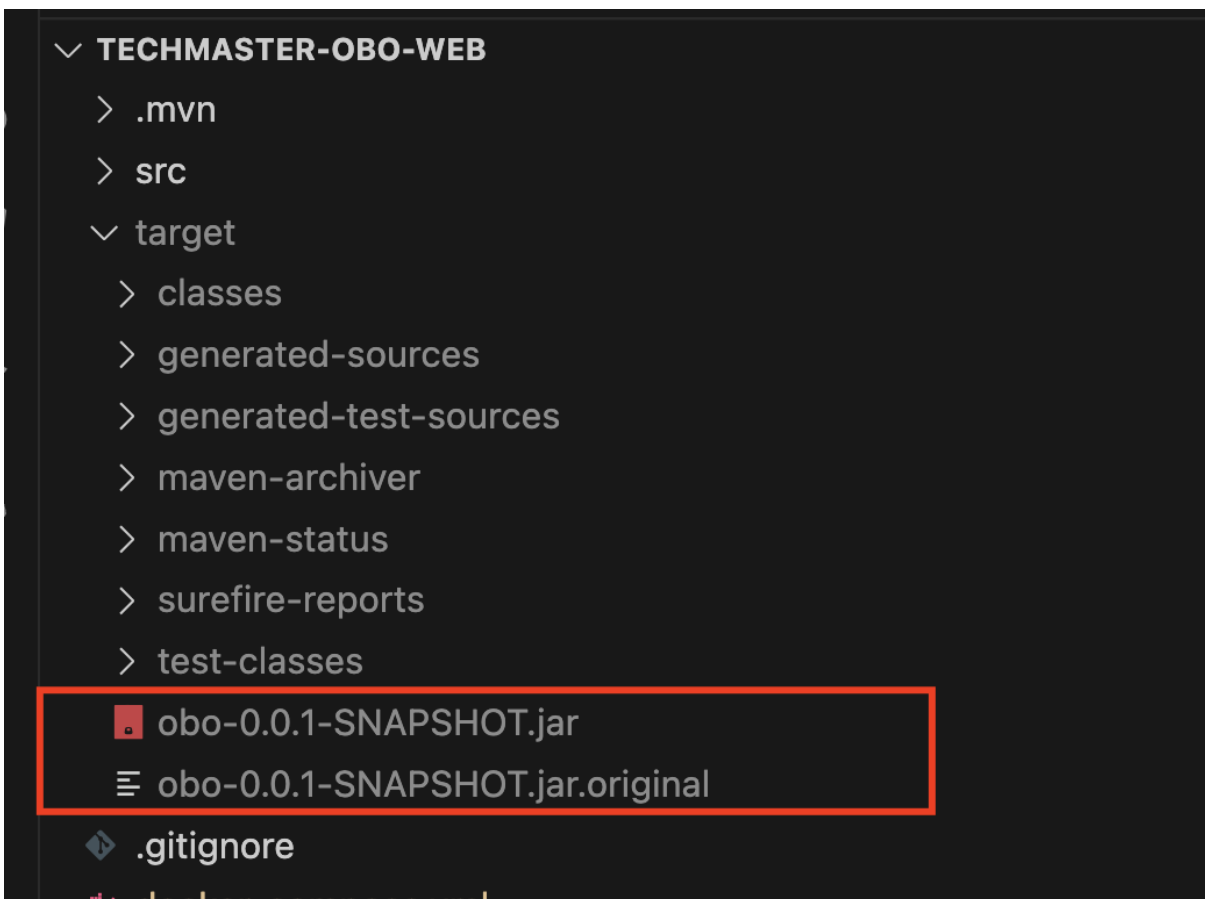 TECHMASTER-OBO-WEB
.mvn
src
target
classes
generated-sources
generated-test-sources
maven-archiver
maven-status
surefire-reports
test-classes
obo-0.0.1-SNAPSHOT.jar
obo-0.0.1-SNAPSHOT.jar.original
.gitignore